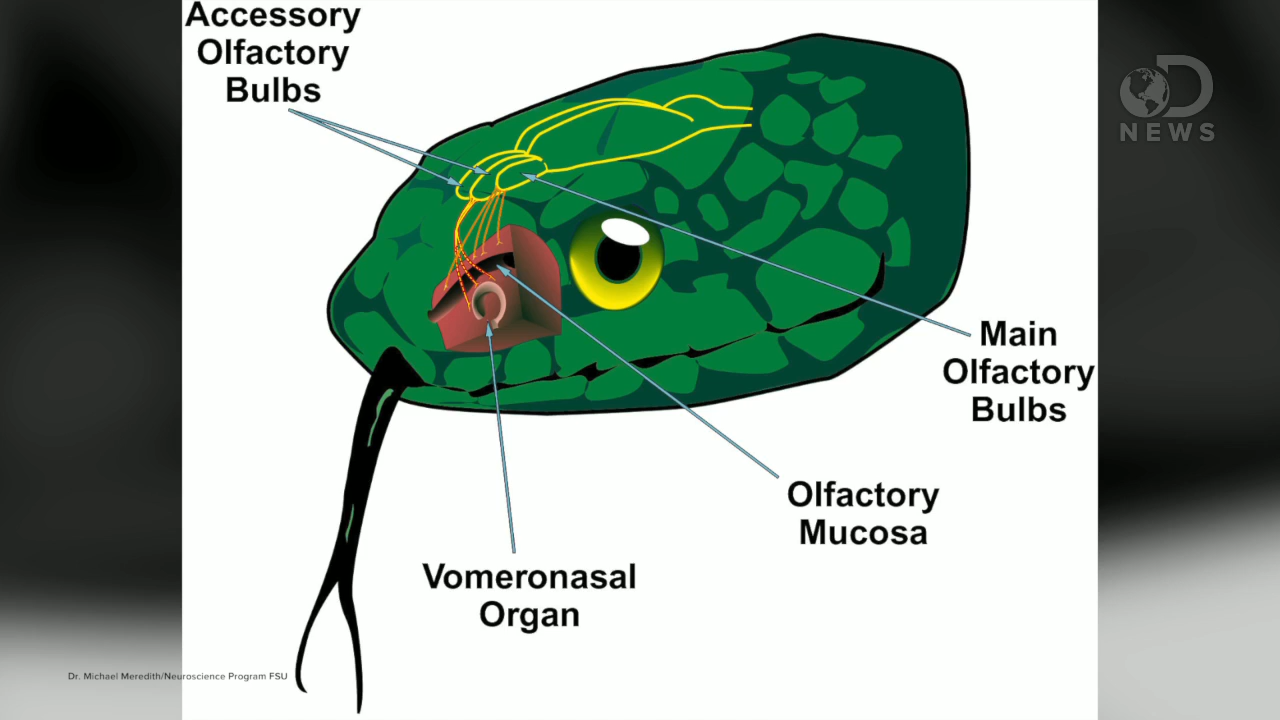 Accessory
Olfactory
Bulbs
D
NEWS
Main
Olfactory
Bulbs
Olfactory
Mucosa
Vomeronasal
Organ
Dr. Michael Meredith/Neuroscience Program FSU